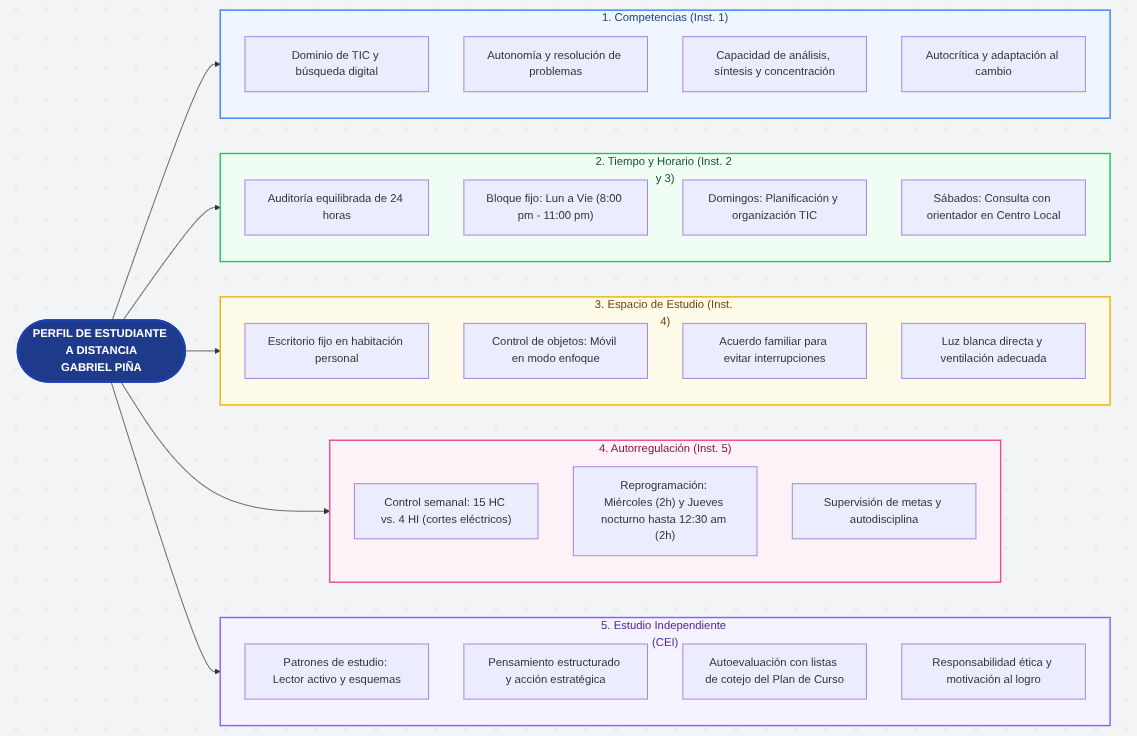 1. Competencias (Inst. 1)
Dominio de TIC y
búsqueda digital
Autonomía y resolución de
problemas
Capacidad de análisis,
síntesis y concentración
Autocrítica y adaptación al
cambio
2. Tiempo y Horario (Inst. 2
y 3)
Auditoría equilibrada de 24
horas
Bloque fijo: Lun a Vie (8:00
pm - 11:00 pm)
Domingos: Planificación y
organización TIC
Sábados: Consulta con
orientador en Centro Local
PERFIL DE ESTUDIANTE
A DISTANCIA
GABRIEL PIÑA
3. Espacio de Estudio (Inst.
4)
Escritorio fijo en habitación
personal
Control de objetos: Móvil
en modo enfoque
Acuerdo familiar para
evitar interrupciones
Luz blanca directa y
ventilación adecuada
4. Autorregulación (Inst. 5)
Control semanal: 15 HC
vs. 4 HI (cortes eléctricos)
Reprogramación:
Miércoles (2h) y Jueves
nocturno hasta 12:30 am
(2h)
Supervisión de metas y
autodisciplina
5. Estudio Independiente
(CEI)
Patrones de estudio:
Lector activo y esquemas
Pensamiento estructurado
y acción estratégica
Autoevaluación con listas
de cotejo del Plan de Curso
Responsabilidad ética y
motivación al logro